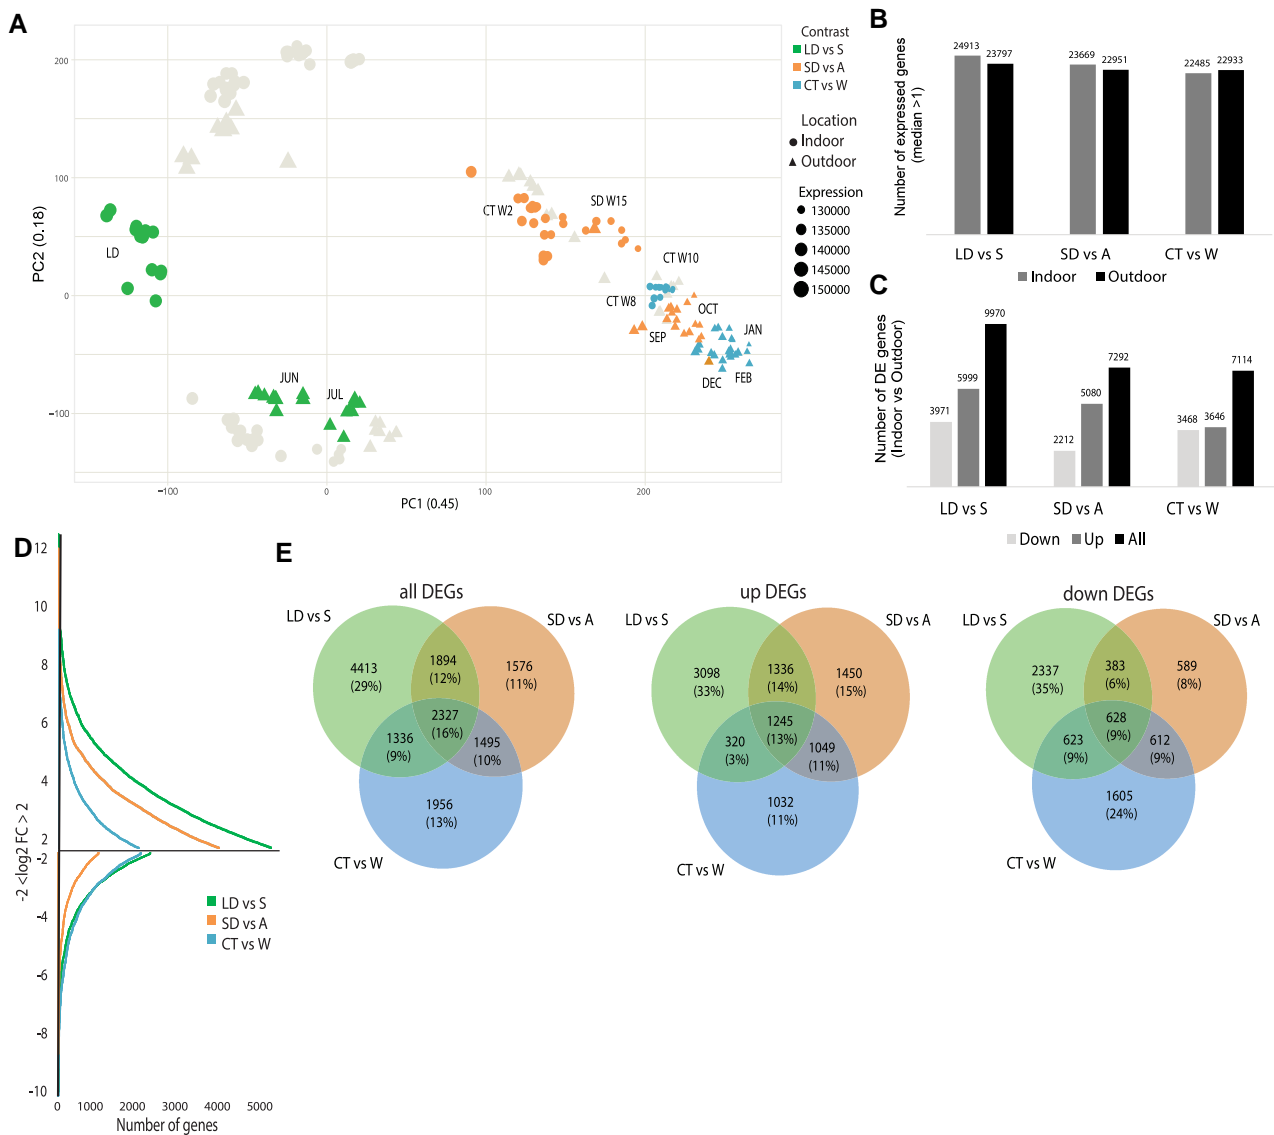 A
200
100
0
−100
−100
0
100
200
PC2 (0.18)
PC1 (0.45)
LD
JUN
JUL
CT W2
SD W15
CT W10
CT W8
OCT
SEP
JAN
DEC
FEB
Contrast
LD vs S
SD vs A
CT vs W
Location
Indoor
Outdoor
Expression
130000
135000
140000
145000
150000
B
Number of expressed genes
(median >1)
24913
23797
23669
22951
22485
22933
LD vs S
SD vs A
CT vs W
Indoor
Outdoor
C
Number of DE genes
(Indoor vs Outdoor)
3971
5999
9970
2212
5080
7292
3468
3646
7114
LD vs S
SD vs A
CT vs W
Down
Up
All
D
12
10
8
6
4
2
-2
-4
-6
-8
-10
-2 <log2 FC > 2
0
1000
2000
3000
4000
5000
Number of genes
LD vs S
SD vs A
CT vs W
E
all DEGs
LD vs S
SD vs A
4413
(29%)
1894
(12%)
1576
(11%)
2327
(16%)
1336
(9%)
1495
(10%
1956
(13%)
CT vs W
up DEGs
LD vs S
SD vs A
3098
(33%)
1336
(14%)
1450
(15%)
1245
(13%)
320
(3%)
1049
(11%)
1032
(11%)
CT vs W
down DEGs
LD vs S
SD vs A
2337
(35%)
383
(6%)
589
(8%)
628
(9%)
623
(9%)
612
(9%)
1605
(24%)
CT vs W